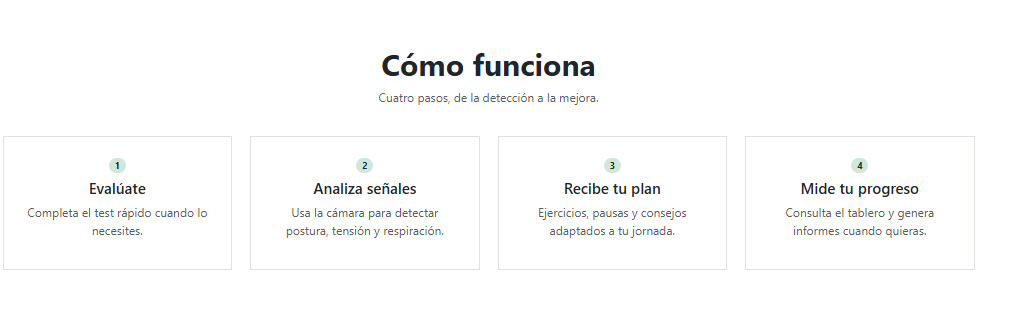 Cómo funciona
Cuatro pasos, de la detección a la mejora.
1
Evalúate
Completa el test rápido cuando lo
necesites.
2
Analiza señales
Usa la cámara para detectar
postura, tensión y respiración.
3
Recibe tu plan
Ejercicios, pausas y consejos
adaptados a tu jornada.
4
Mide tu progreso
Consulta el tablero y genera
informes cuando quieras.